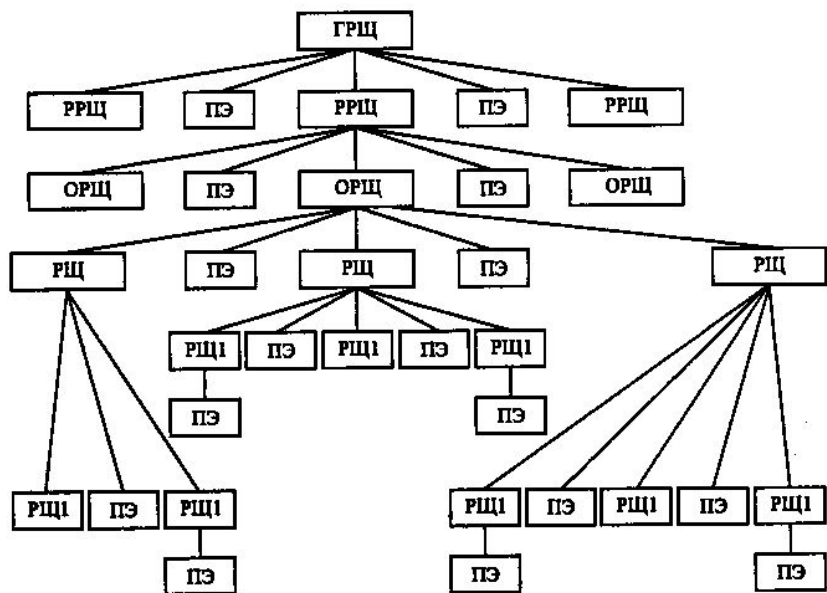 ГРЩ
РРЩ ПЭ РРЩ ПЭ РРЩ
ОРЩ ПЭ ОРЩ ПЭ ОРЩ
РЩ ПЭ РЩ ПЭ РЩ
РЩ1 ПЭ РЩ1 ПЭ РЩ1
ПЭ ПЭ
РЩ1 ПЭ РЩ1 РЩ1 ПЭ РЩ1 ПЭ РЩ1
ПЭ ПЭ ПЭ